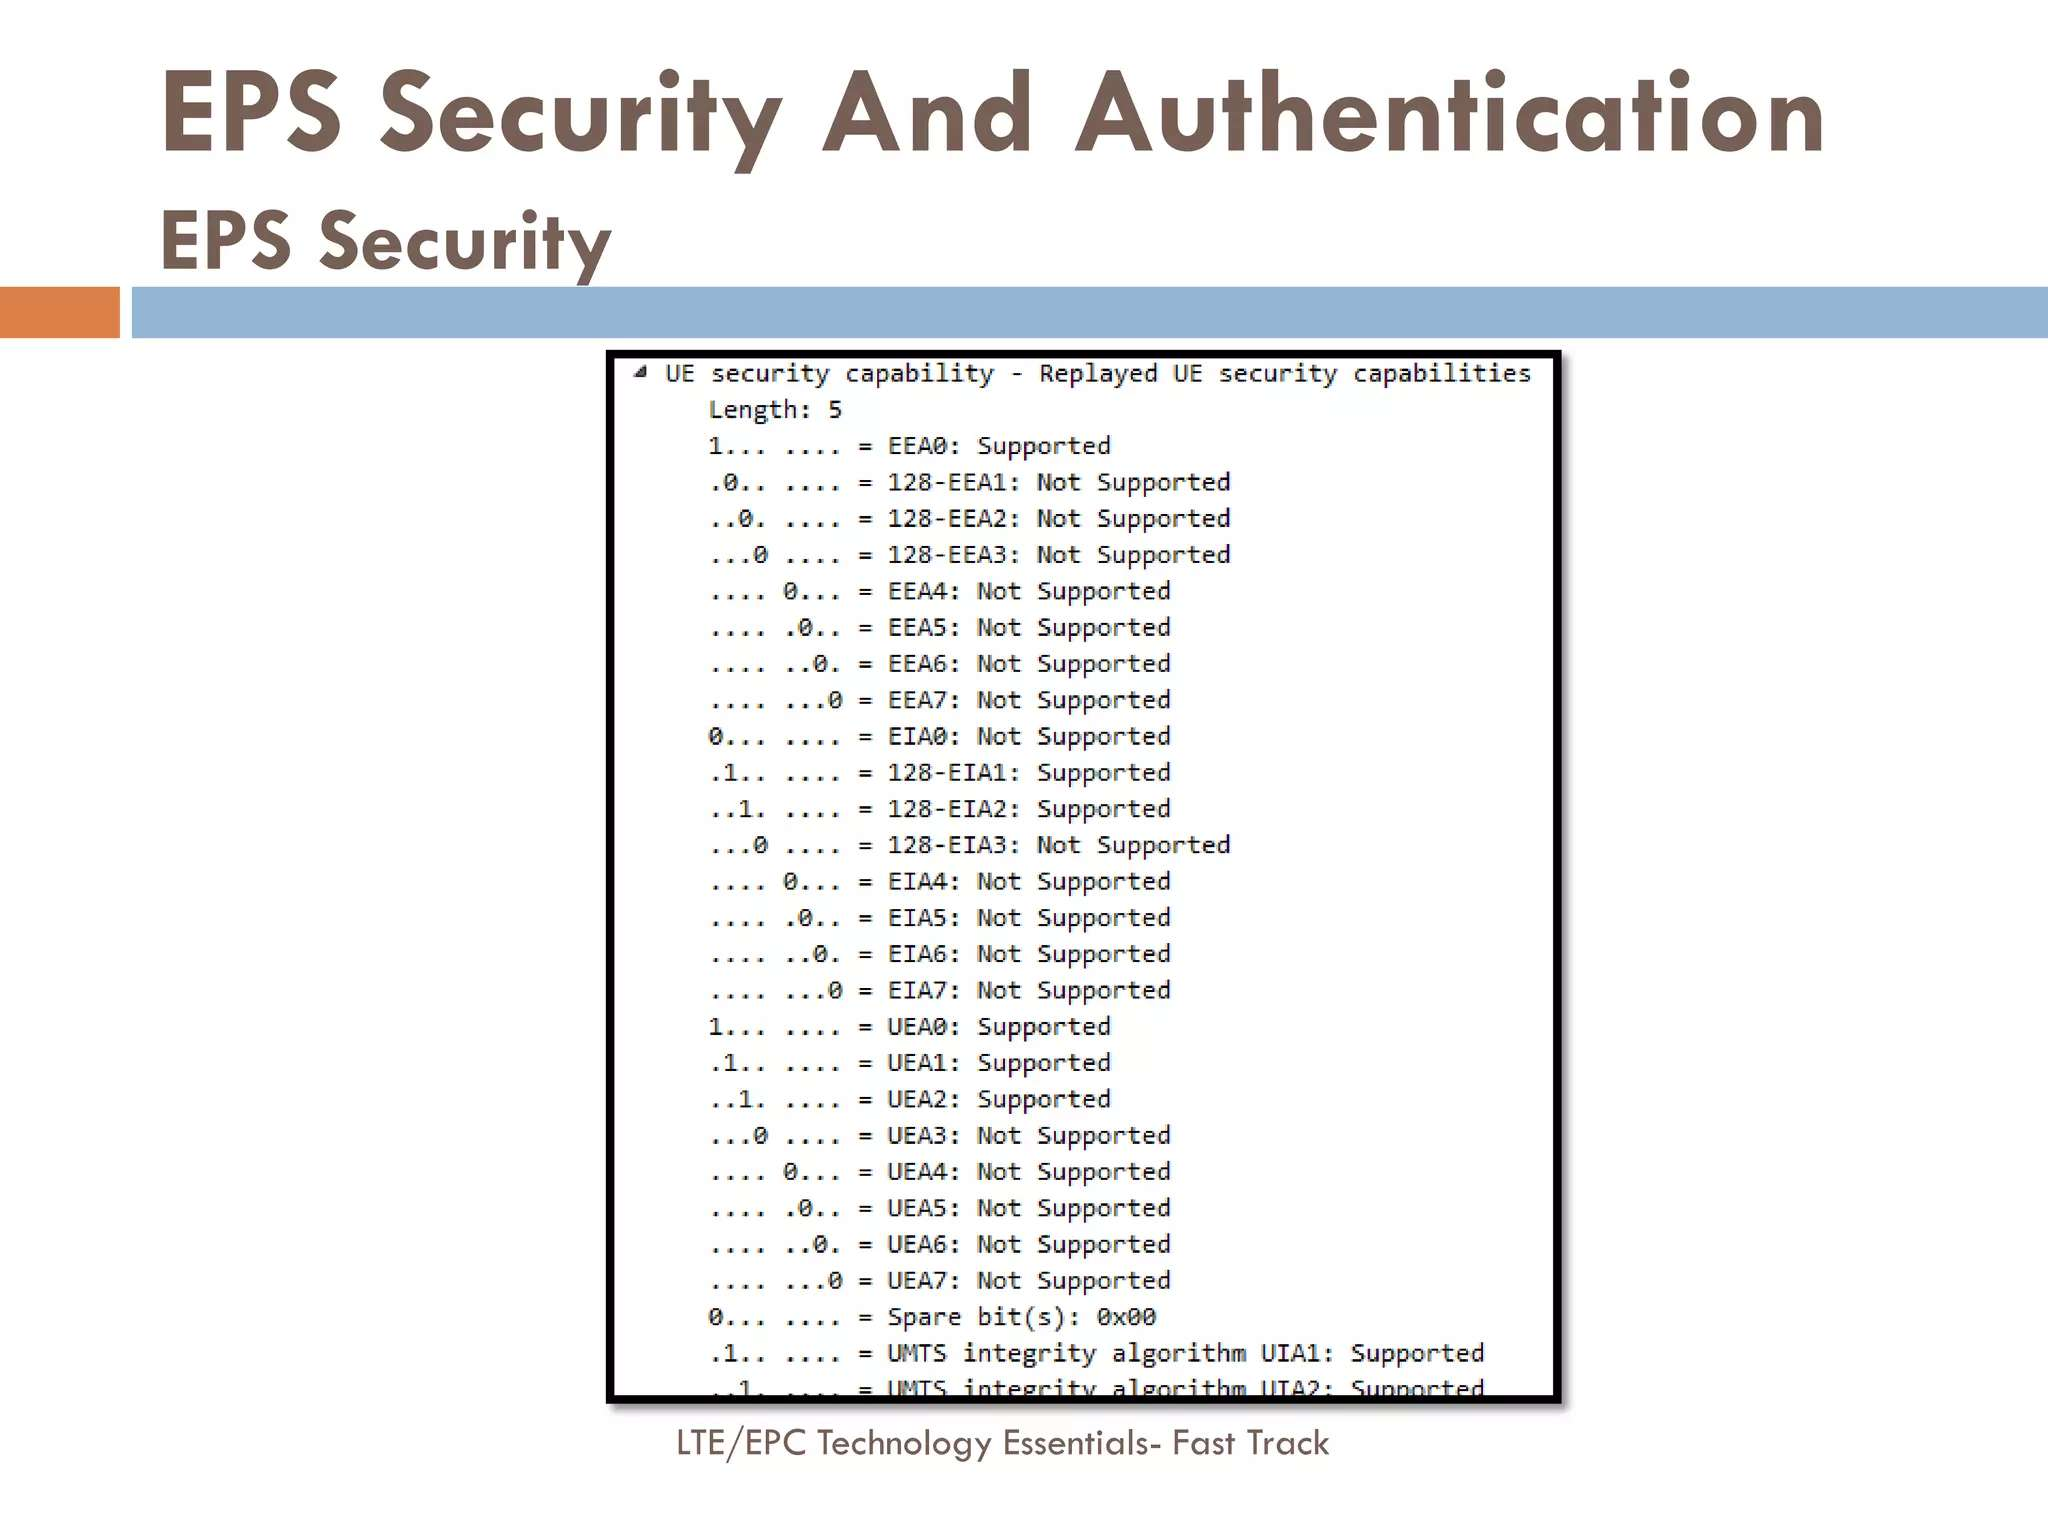 EPS Security And Authentication
EPS Security
UE security capability - Replayed UE security capabilities
Length: 5
1... .... = EEA0: Supported
.0.. .... = 128-EEA1: Not Supported
..0. .... = 128-EEA2: Not Supported
...0 .... = 128-EEA3: Not Supported
.... 0... = EEA4: Not Supported
.... .0.. = EEA5: Not Supported
.... ..0. = EEA6: Not Supported
.... ...0 = EEA7: Not Supported
0... .... = EIA0: Not Supported
.1.. .... = 128-EIA1: Supported
..1. .... = 128-EIA2: Supported
...0 .... = 128-EIA3: Not Supported
.... 0... = EIA4: Not Supported
.... .0.. = EIA5: Not Supported
.... ..0. = EIA6: Not Supported
.... ...0 = EIA7: Not Supported
1... .... = UEA0: Supported
.1.. .... = UEA1: Supported
..1. .... = UEA2: Supported
...0 .... = UEA3: Not Supported
.... 0... = UEA4: Not Supported
.... .0.. = UEA5: Not Supported
.... ..0. = UEA6: Not Supported
.... ...0 = UEA7: Not Supported
0... .... = Spare bit(s): 0x00
.1.. .... = UMTS integrity algorithm UIA1: Supported
..1. .... = UMTS integrity algorithm UIA2: Supported
LTE/EPC Technology Essentials- Fast Track